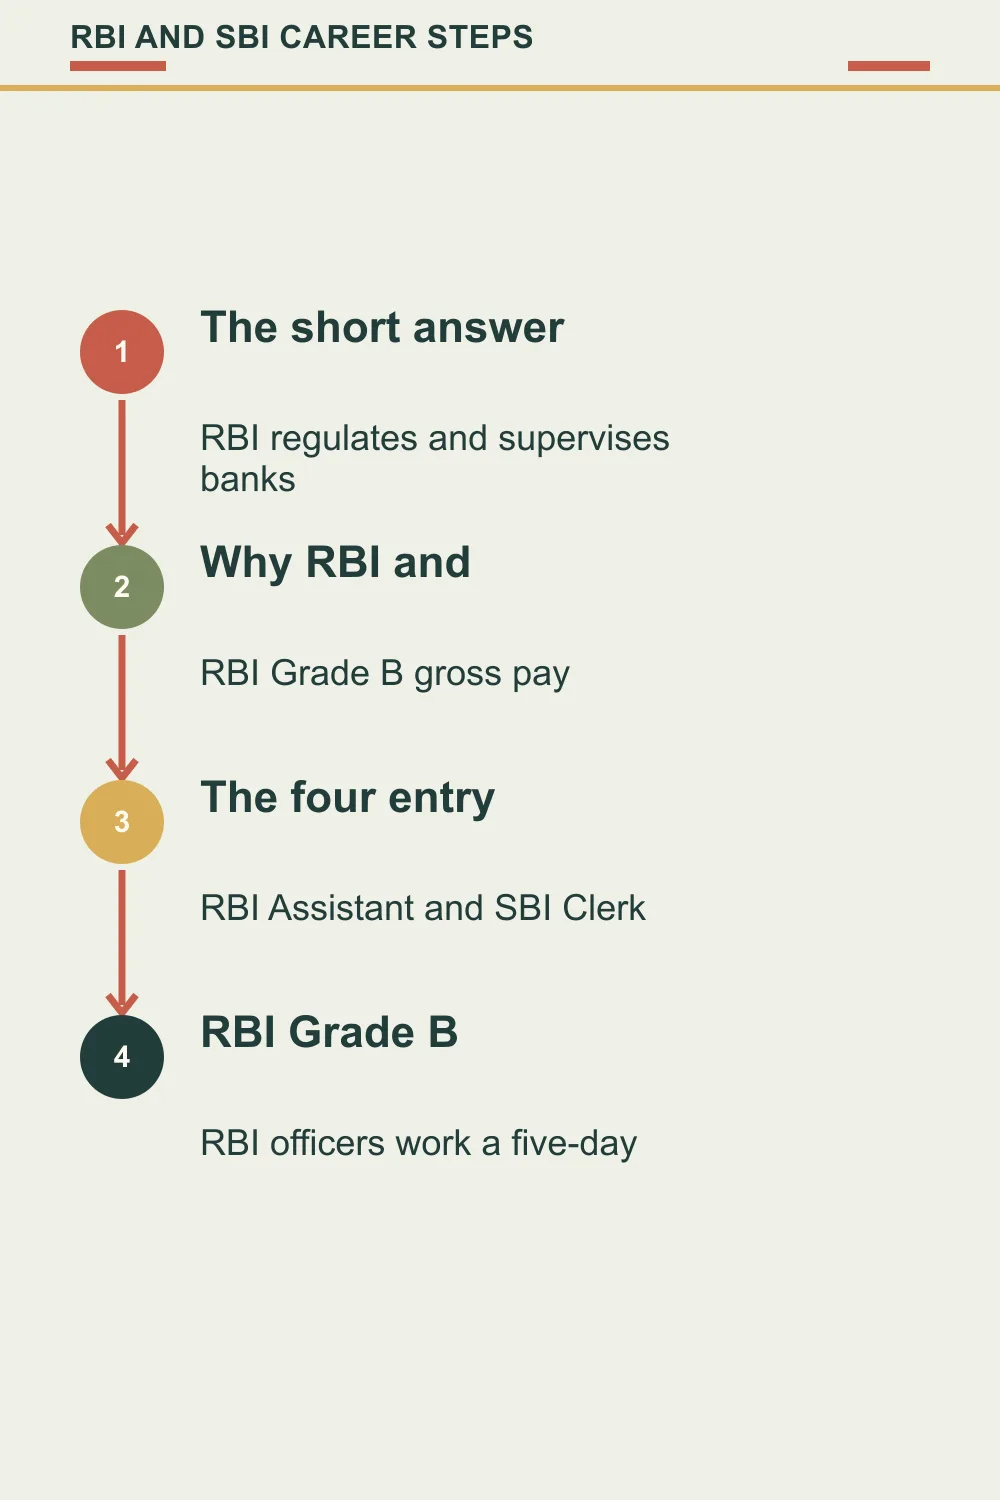 RBI AND SBI CAREER STEPS
1
The short answer
RBI regulates and supervises
banks
2
Why RBI and
RBI Grade B gross pay
3
The four entry
RBI Assistant and SBI Clerk
4
RBI Grade B
RBI officers work a five-day